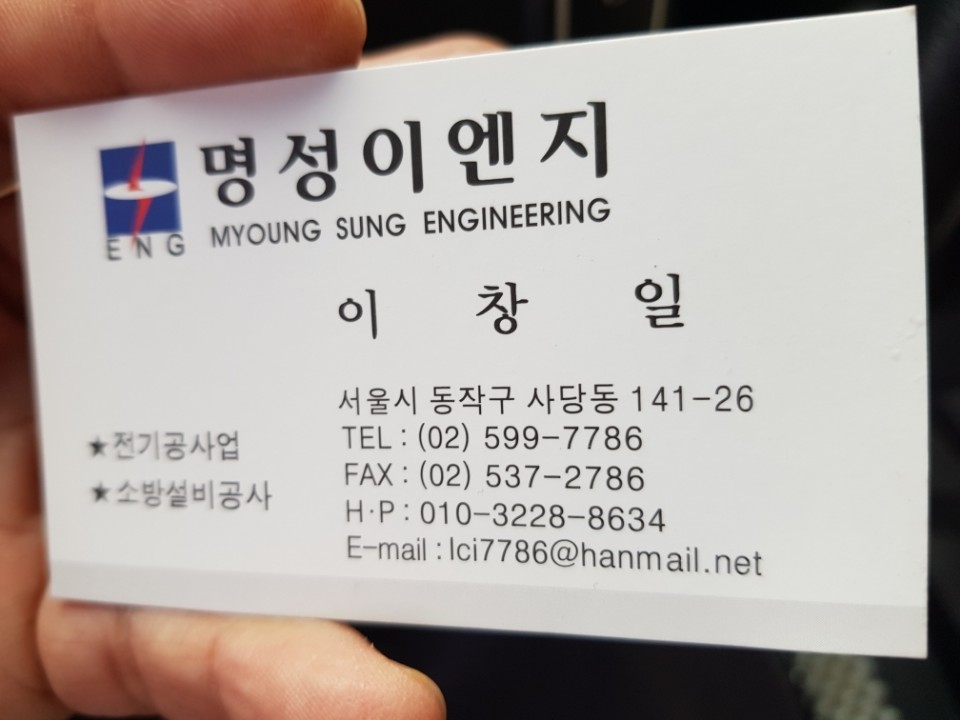 명성이엔지
ENG
MYOUNG SUNG ENGINEERING
이 창 일
서울시 동작구 사당동 141-26
TEL : (02) 599-7786
FAX : (02) 537-2786
H·P : 010-3228-8634
E-mail : lci7786@hanmail.net
★전기공사업
★소방설비공사